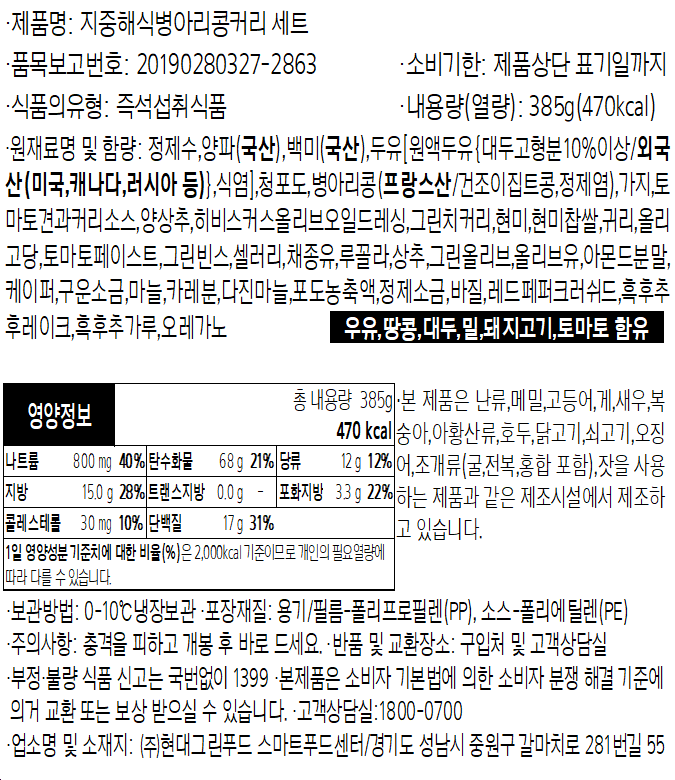 ·제품명: 지중해식병아리콩커리 세트
·품목보고번호: 20190280327-2863 ·소비기한: 제품상단 표기일까지
·식품의유형: 즉석섭취식품 ·내용량(열량): 385g(470kcal)
·원재료명 및 함량: 정제수,양파(국산),백미(국산),두유[원액두유{대두고형분10%이상/외국
산(미국,캐나다,러시아 등)},식염],청포도,병아리콩(프랑스산/건조이집트콩,정제염),가지,토
마토견과커리소스,양상추,히비스커스올리브오일드레싱,그린치커리,현미,현미찹쌀,귀리,올리
고당,토마토페이스트,그린빈스,셀러리,채종유,루꼴라,상추,그린올리브,올리브유,아몬드분말,
케이퍼,구운소금,마늘,카레분,다진마늘,포도농축액,정제소금,바질,레드페퍼크러쉬드,흑후추
후레이크,흑후추가루,오레가노 우유,땅콩,대두,밀,돼지고기,토마토 함유
영양정보 총 내용량 385g
470 kcal
나트륨 800 mg 40% 탄수화물 68 g 21% 당류 12 g 12%
지방 15.0 g 28% 트랜스지방 0.0 g - 포화지방 3.3 g 22%
콜레스테롤 30 mg 10% 단백질 17 g 31%
1일 영양성분 기준치에 대한 비율(%)은 2,000kcal 기준이므로 개인의 필요열량에
따라 다를 수 있습니다.
·본 제품은 난류,메밀,고등어,게,새우,복
숭아,아황산류,호두,닭고기,쇠고기,오징
어,조개류(굴,전복,홍합 포함),잣을 사용
하는 제품과 같은 제조시설에서 제조하
고 있습니다.
·보관방법: 0-10℃냉장보관 ·포장재질: 용기/필름-폴리프로필렌(PP), 소스-폴리에틸렌(PE)
·주의사항: 충격을 피하고 개봉 후 바로 드세요. ·반품 및 교환장소: 구입처 및 고객상담실
·부정·불량 식품 신고는 국번없이 1399 ·본제품은 소비자 기본법에 의한 소비자 분쟁 해결 기준에
의거 교환 또는 보상 받으실 수 있습니다. ·고객상담실:1800-0700
·업소명 및 소재지: (주)현대그린푸드 스마트푸드센터/경기도 성남시 중원구 갈마치로 281번길 55